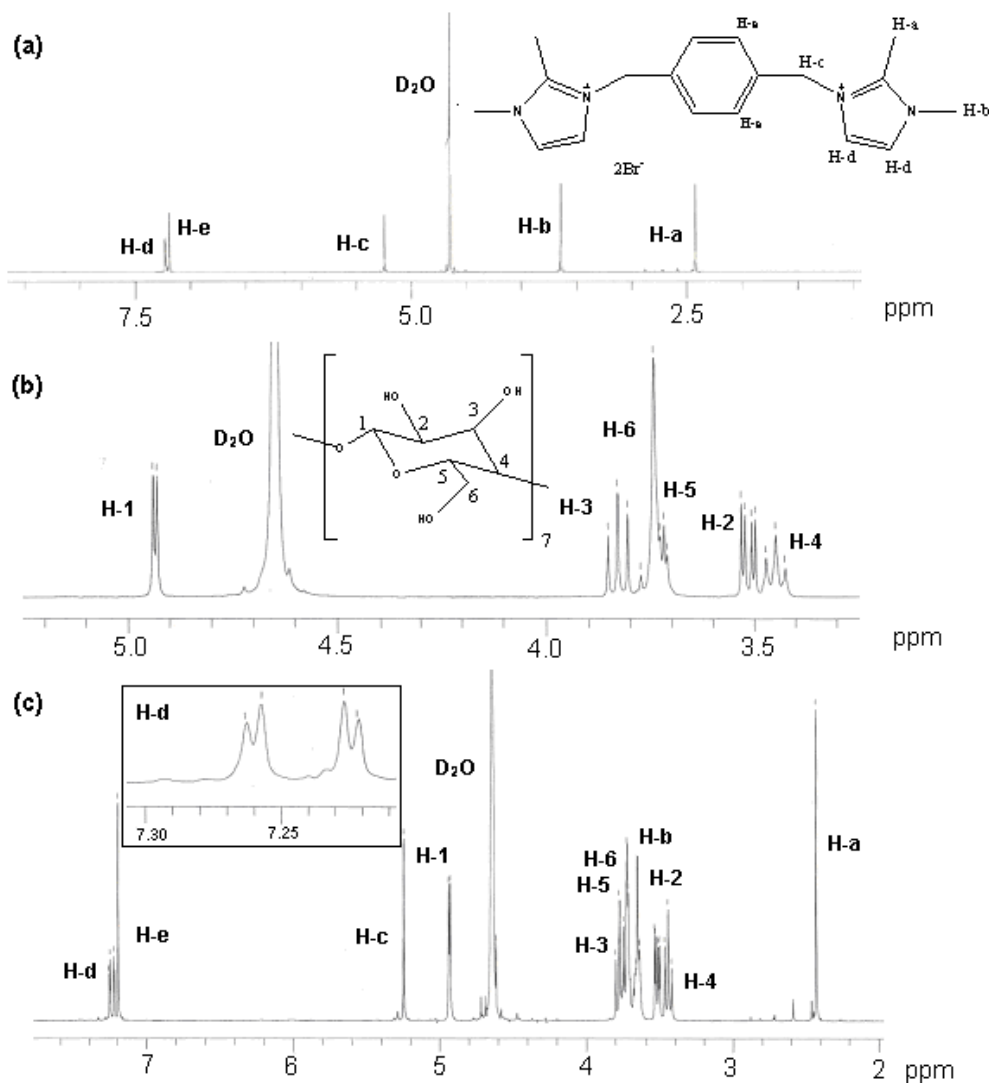 (a)
D₂O
H-e
H-a
H-c
N
N⁺
N⁺
N
H-b
H-e
H-d
H-d
2Br⁻
H-d
H-e
H-c
H-b
H-a
7.5
5.0
2.5
ppm
(b)
D₂O
HO
OH
1
2
3
O
O
4
5
6
HO
7
H-1
H-3
H-6
H-5
H-2
H-4
5.0
4.5
4.0
3.5
ppm
(c)
H-d
7.30
7.25
D₂O
H-d
H-e
H-c
H-1
H-3
H-5
H-6
H-b
H-2
H-4
H-a
7
6
5
4
3
2
ppm